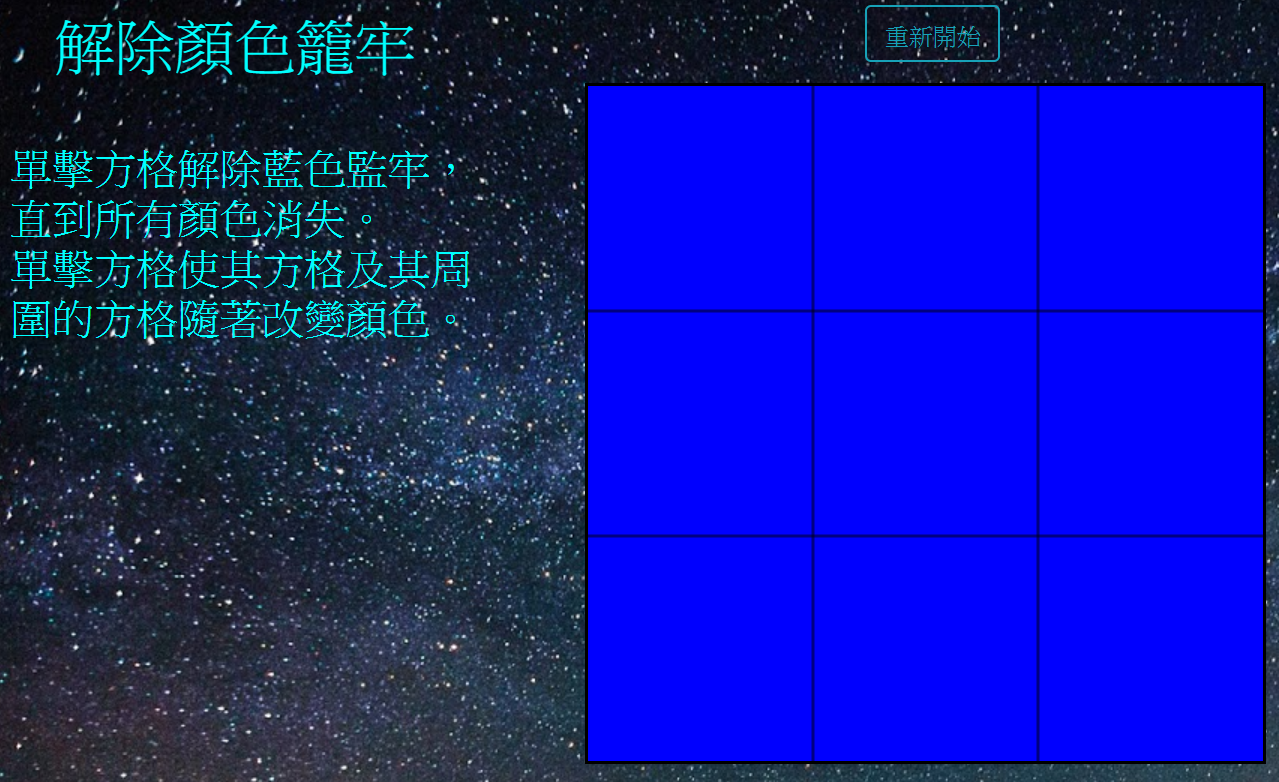 解除顏色籠牢
重新開始
單擊方格解除藍色監牢，
直到所有顏色消失。
單擊方格使其方格及其周
圍的方格隨著改變顏色。